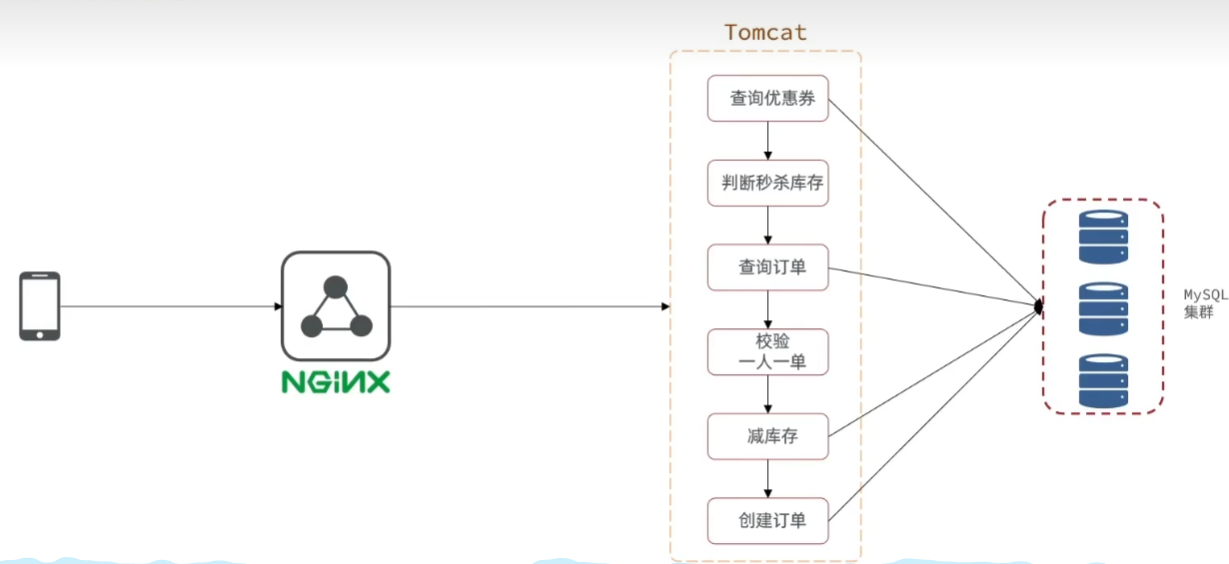 Tomcat
查询优惠券
判断秒杀库存
查询订单
校验
一人一单
减库存
创建订单
NGINX
MySQL
集群